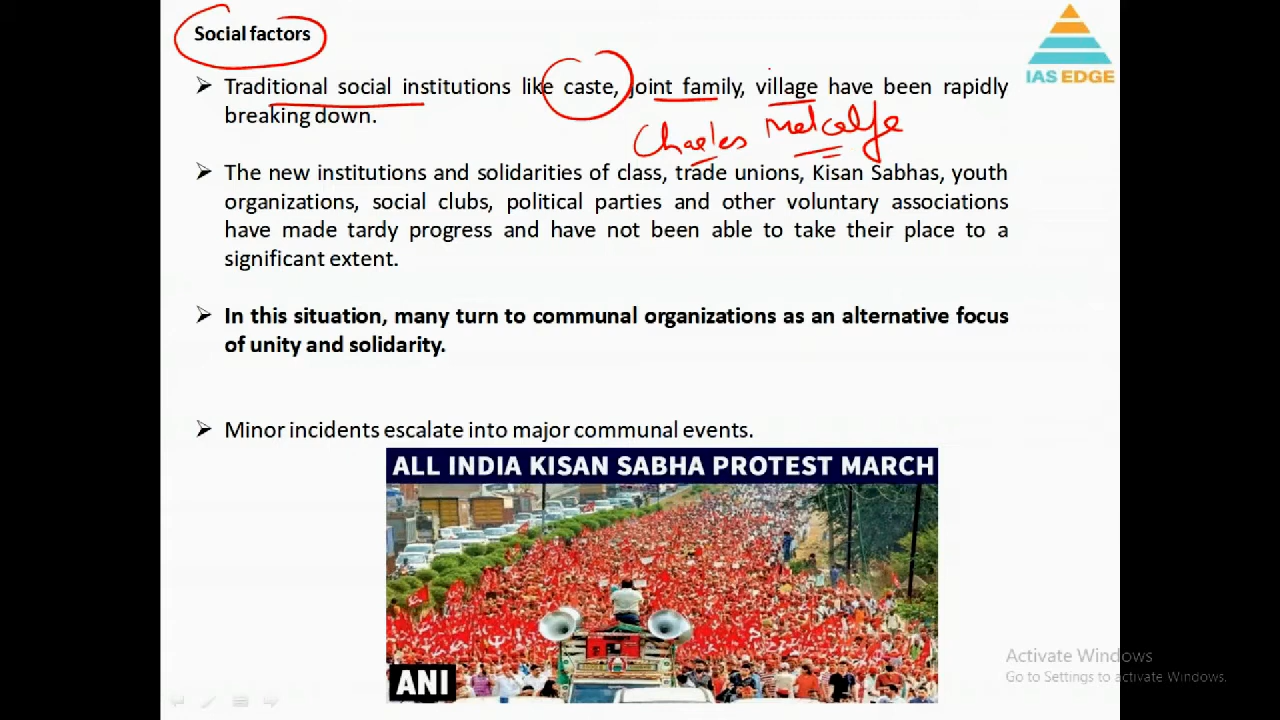 Social factors
IAS EDGE
➢ Traditional social institutions like caste, joint family, village have been rapidly
breaking down.
Charles Metcalfe
➢ The new institutions and solidarities of class, trade unions, Kisan Sabhas, youth
organizations, social clubs, political parties and other voluntary associations
have made tardy progress and have not been able to take their place to a
significant extent.
➢ In this situation, many turn to communal organizations as an alternative focus
of unity and solidarity.
➢ Minor incidents escalate into major communal events.
ALL INDIA KISAN SABHA PROTEST MARCH
ANI
Activate Windows
Go to Settings to activate Windows.